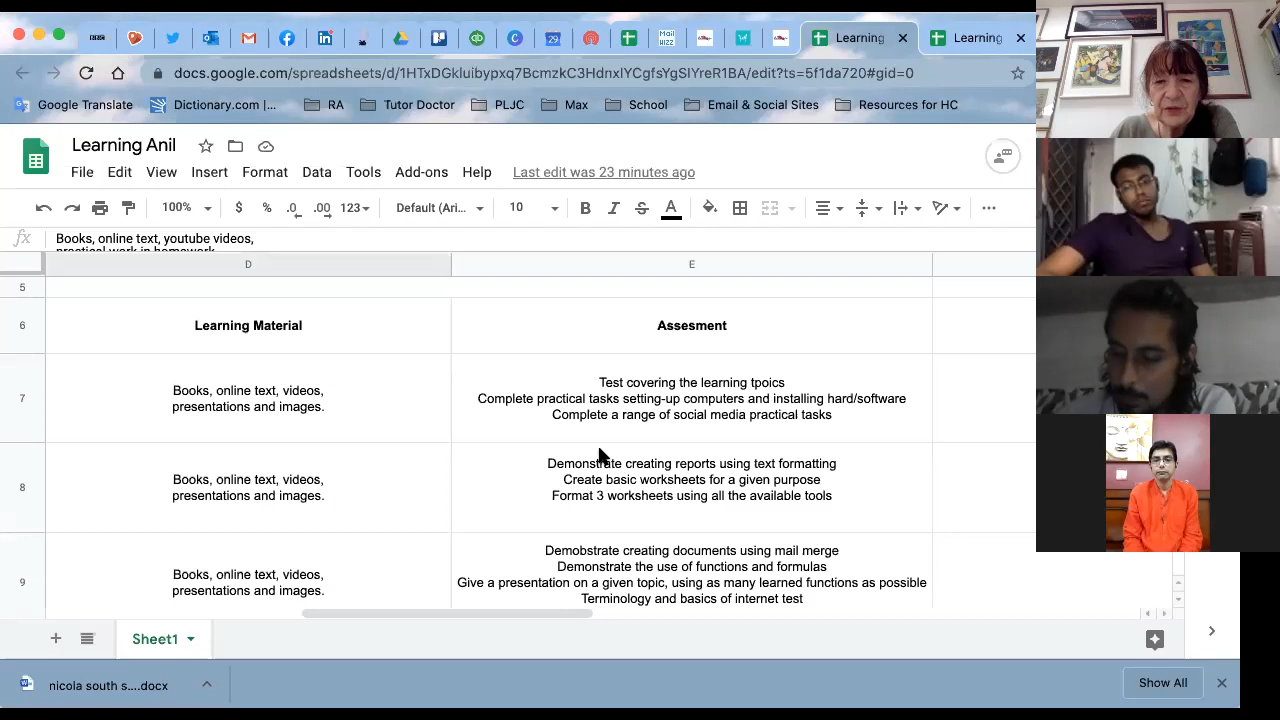 Learning
Learning
docs.google.com/spreadsheets/d/1HTxDGkluibypxq7BcmzkC3HdnxlYCgfsYgSIYreR1BA/edit?ts=5f1da720#gid=0
Google Translate Dictionary.com |... RA Tutor Doctor PLJC Max School Email & Social Sites Resources for HC
Learning Anil
File Edit View Insert Format Data Tools Add-ons Help Last edit was 23 minutes ago
100% $ % .0 .00 123 Default (Ari... 10 B I S A
fx Books, online text, youtube videos,
practical work in homework
D E
5
6 Learning Material Assesment
7
Books, online text, videos,
presentations and images.
Test covering the learning tpoics
Complete practical tasks setting-up computers and installing hard/software
Complete a range of social media practical tasks
8
Books, online text, videos,
presentations and images.
Demonstrate creating reports using text formatting
Create basic worksheets for a given purpose
Format 3 worksheets using all the available tools
9
Books, online text, videos,
presentations and images.
Demobstrate creating documents using mail merge
Demonstrate the use of functions and formulas
Give a presentation on a given topic, using as many learned functions as possible
Terminology and basics of internet test
Sheet1
nicola south s....docx
Show All